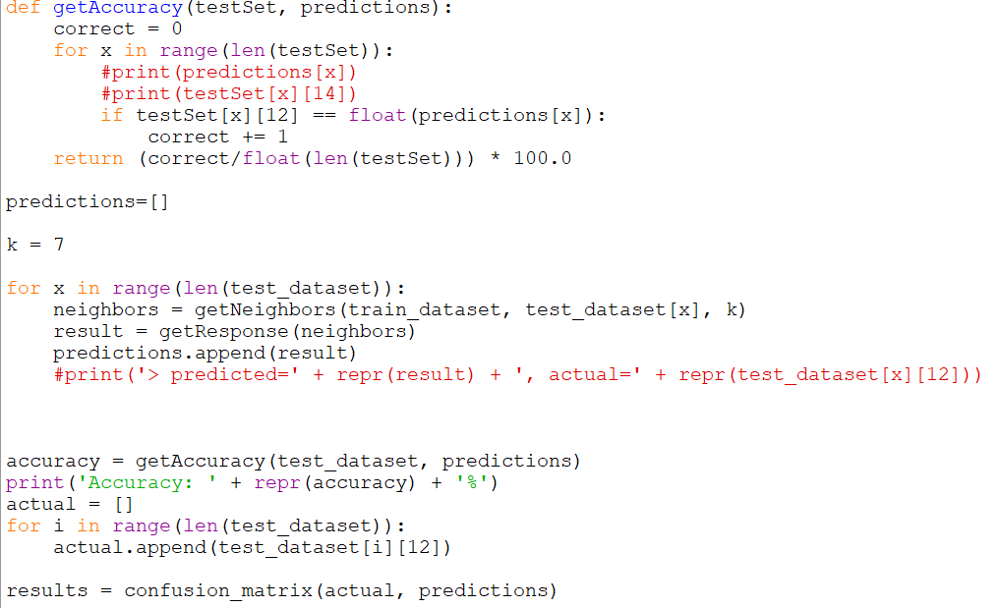 def getAccuracy(testSet, predictions):
    correct = 0
    for x in range(len(testSet)):
        #print(predictions[x])
        #print(testSet[x][14])
        if testSet[x][12] == float(predictions[x]):
            correct += 1
    return (correct/float(len(testSet))) * 100.0
predictions=[]
k = 7
for x in range(len(test_dataset)):
    neighbors = getNeighbors(train_dataset, test_dataset[x], k)
    result = getResponse(neighbors)
    predictions.append(result)
    #print('> predicted=' + repr(result) + ', actual=' + repr(test_dataset[x][12]))
accuracy = getAccuracy(test_dataset, predictions)
print('Accuracy: ' + repr(accuracy) + '%')
actual = []
for i in range(len(test_dataset)):
    actual.append(test_dataset[i][12])
results = confusion_matrix(actual, predictions)